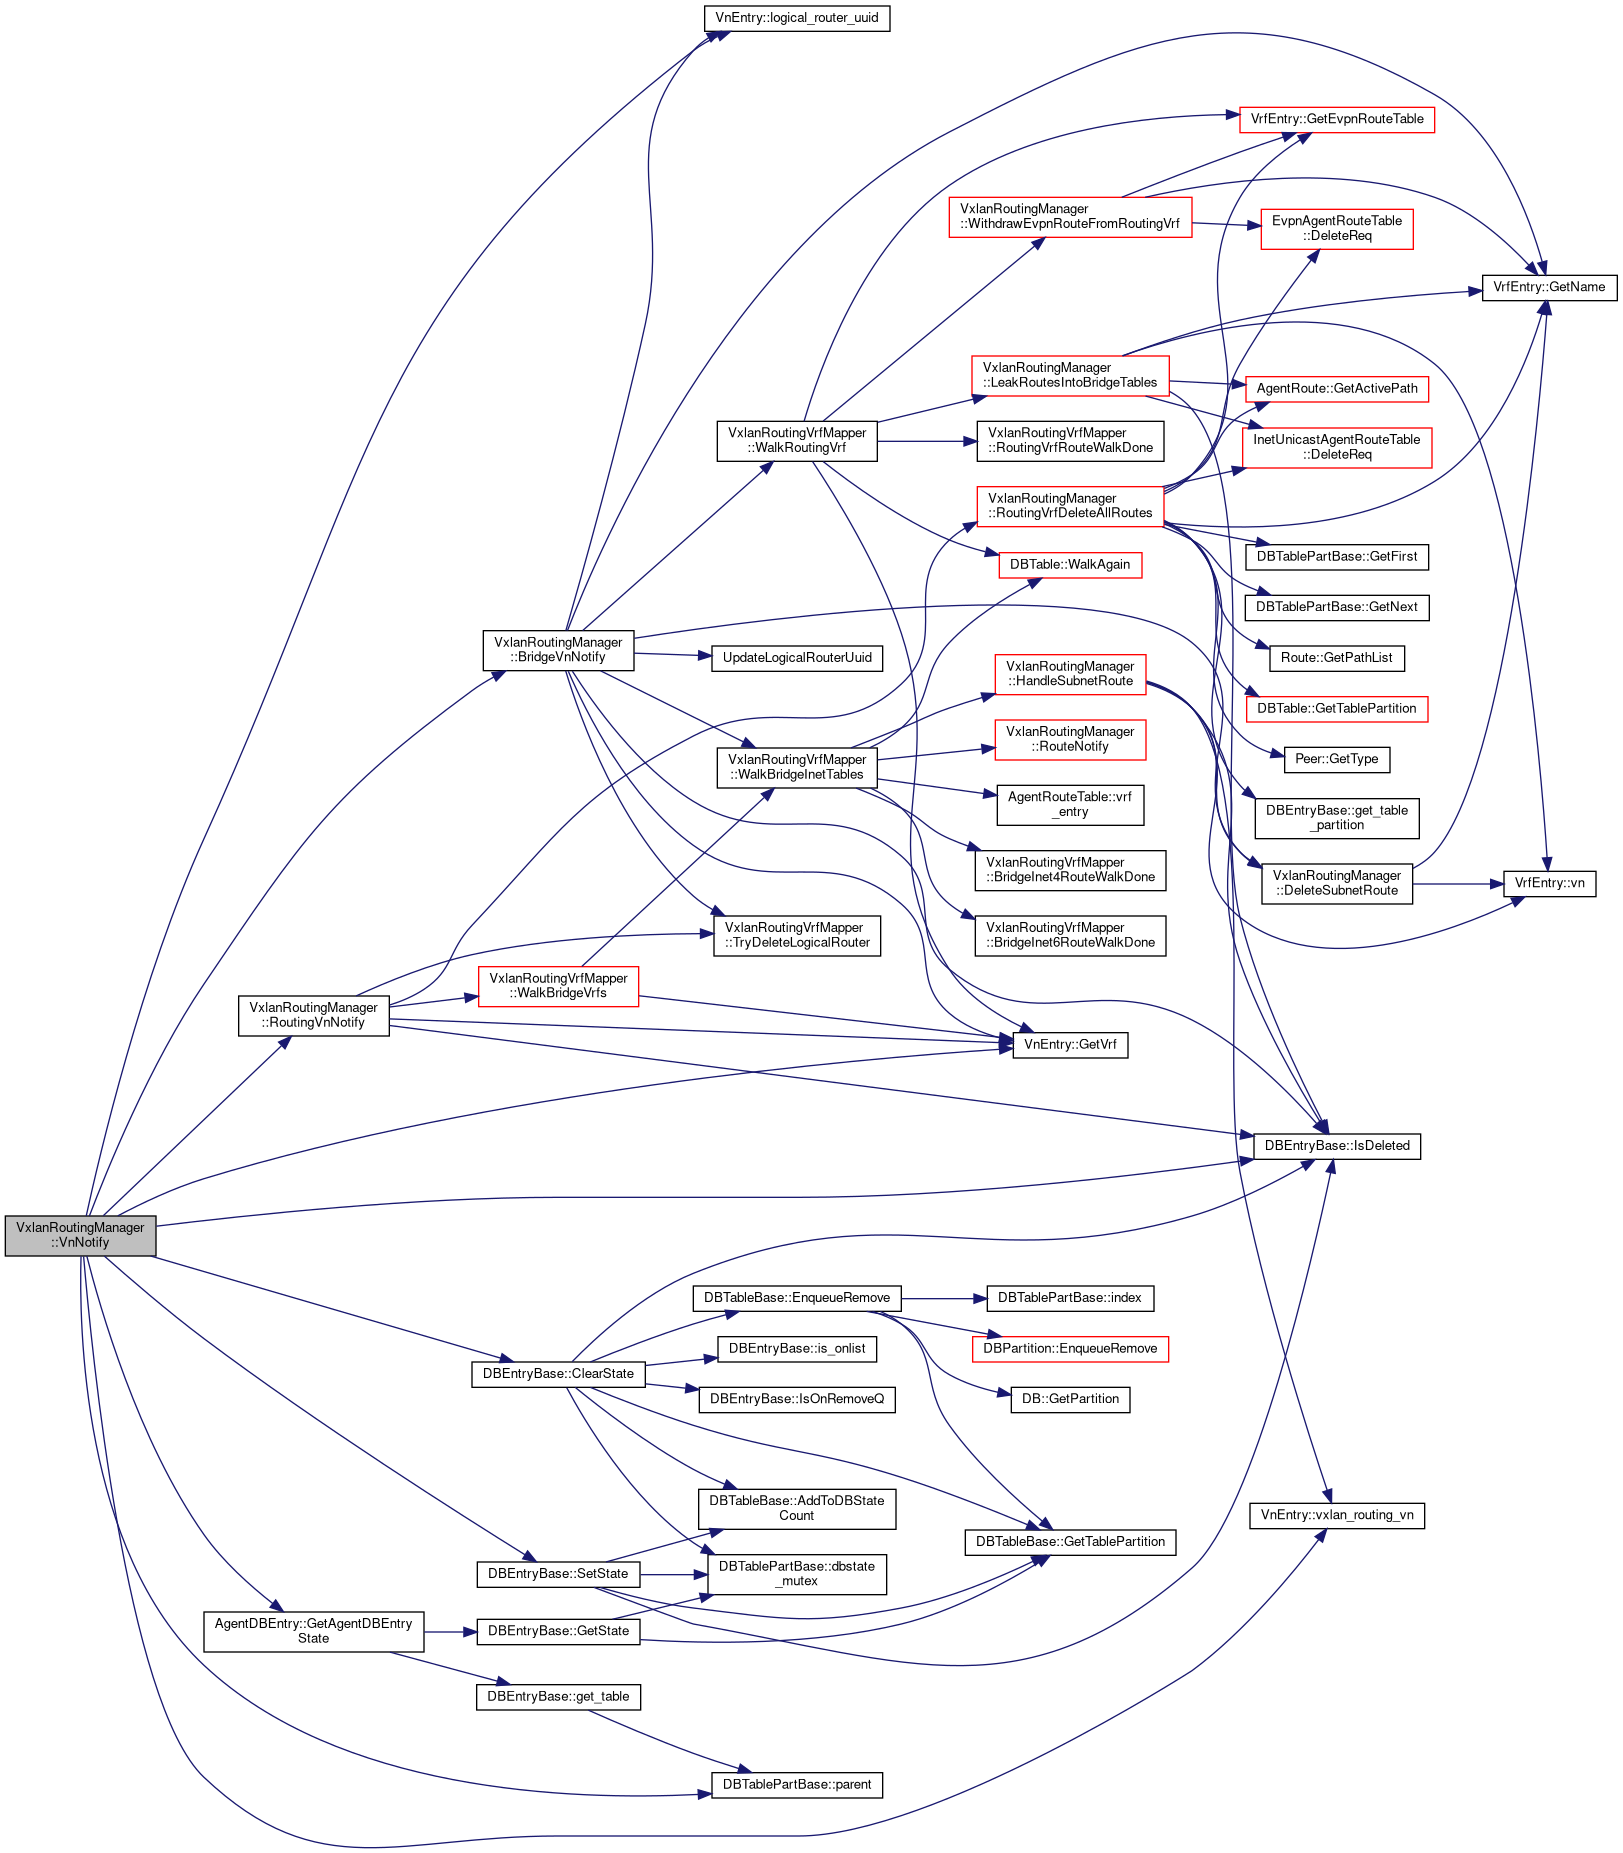 VnEntry::logical_router_uuid
VrfEntry::GetEvpnRouteTable
VxlanRoutingManager
::WithdrawEvpnRouteFromRoutingVrf
EvpnAgentRouteTable
::DeleteReq
VrfEntry::GetName
VxlanRoutingManager
::LeakRoutesIntoBridgeTables
AgentRoute::GetActivePath
VxlanRoutingVrfMapper
::WalkRoutingVrf
VxlanRoutingVrfMapper
::RoutingVrfRouteWalkDone
InetUnicastAgentRouteTable
::DeleteReq
VxlanRoutingManager
::RoutingVrfDeleteAllRoutes
DBTablePartBase::GetFirst
DBTable::WalkAgain
DBTablePartBase::GetNext
VxlanRoutingManager
::BridgeVnNotify
UpdateLogicalRouterUuid
Route::GetPathList
VxlanRoutingManager
::HandleSubnetRoute
DBTable::GetTablePartition
VxlanRoutingManager
::RouteNotify
VxlanRoutingVrfMapper
::WalkBridgeInetTables
Peer::GetType
AgentRouteTable::vrf
_entry
DBEntryBase::get_table
_partition
VxlanRoutingVrfMapper
::BridgeInet4RouteWalkDone
VxlanRoutingManager
::DeleteSubnetRoute
VrfEntry::vn
VxlanRoutingVrfMapper
::TryDeleteLogicalRouter
VxlanRoutingVrfMapper
::BridgeInet6RouteWalkDone
VxlanRoutingVrfMapper
::WalkBridgeVrfs
VxlanRoutingManager
::RoutingVnNotify
VnEntry::GetVrf
DBEntryBase::IsDeleted
VxlanRoutingManager
::VnNotify
DBTableBase::EnqueueRemove
DBTablePartBase::index
DBEntryBase::is_onlist
DBPartition::EnqueueRemove
DBEntryBase::ClearState
DBEntryBase::IsOnRemoveQ
DB::GetPartition
DBTableBase::AddToDBState
Count
VnEntry::vxlan_routing_vn
DBTableBase::GetTablePartition
DBEntryBase::SetState
DBTablePartBase::dbstate
_mutex
AgentDBEntry::GetAgentDBEntry
State
DBEntryBase::GetState
DBEntryBase::get_table
DBTablePartBase::parent